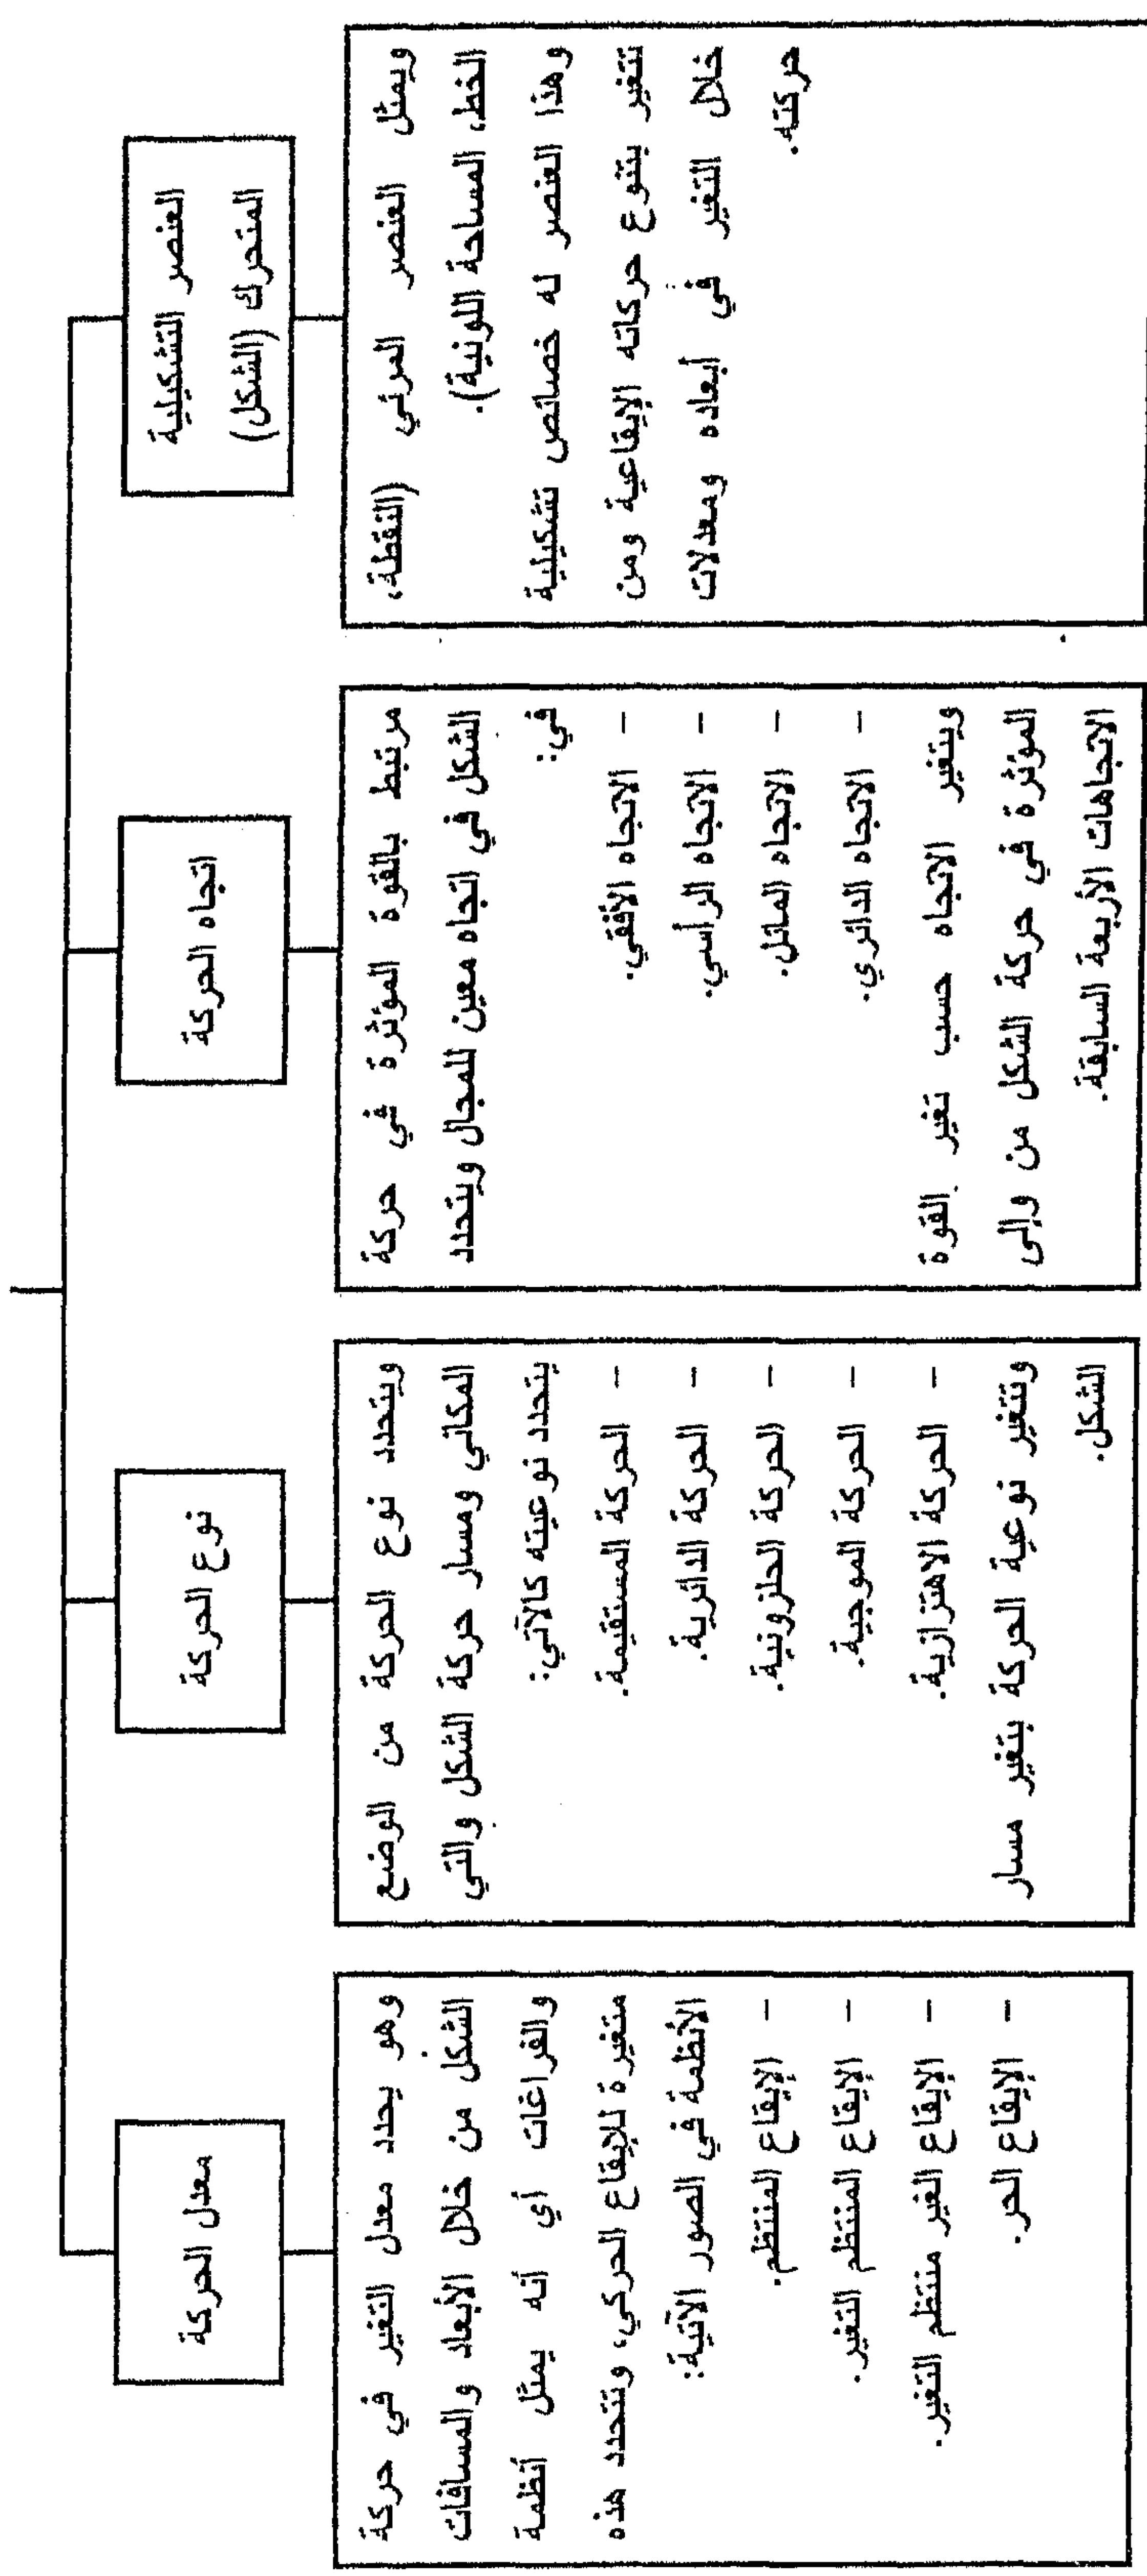 العنصر التشكيلية
المتحرك (الشكل)
ويمثل العنصر المرئي (النقطة،
الخط، المساحة اللونية).
وهذا العنصر له خصائص تشكيلية
تتغير بتنوع حركاته الإيقاعية ومن
خلال التغير في أبعاده ومعدلات
حركته.
اتجاه الحركة
مرتبط بالقوة المؤثرة في حركة
الشكل في اتجاه معين للمجال ويتحدد
في:
- الاتجاه الأفقي.
- الاتجاه الرأسي.
- الاتجاه المائل.
- الاتجاه الدائري.
ويتغير الاتجاه حسب تغير القوة
المؤثرة في حركة الشكل من وإلى
الاتجاهات الأربعة السابقة.
نوع الحركة
ويتحدد نوع الحركة من الوضع
المكاني ومسار حركة الشكل والتي
يتحدد نوعيته كالآتي:
- الحركة المستقيمة.
- الحركة الدائرية.
- الحركة الحلزونية.
- الحركة الموجية.
- الحركة الاهتزازية.
وتتغير نوعية الحركة بتغير مسار
الشكل.
معدل الحركة
وهو يحدد معدل التغير في حركة
الشكل من خلال الأبعاد والمسافات
والفراغات أي أنه يمثل أنظمة
متغيرة للإيقاع الحركي، وتتحدد هذه
الأنظمة في الصور الآتية:
- الإيقاع المنتظم.
- الإيقاع المنتظم التغير.
- الإيقاع الغير منتظم التغير.
- الإيقاع الحر.